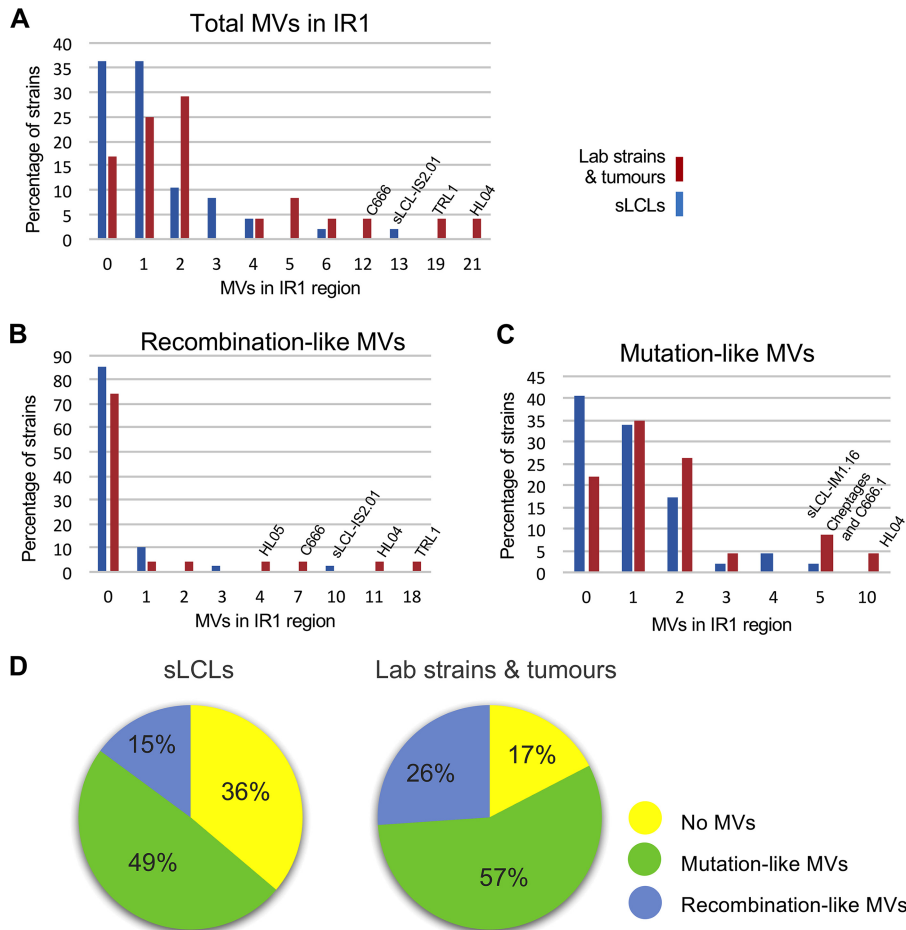 A
Total MVs in IR1
40
35
30
25
20
15
10
5
0
Percentage of strains
C666
sLCL-IS2.01
TRL1
HL04
0 1 2 3 4 5 6 12 13 19 21
MVs in IR1 region
Lab strains
& tumours
sLCLs
B
Recombination-like MVs
90
80
70
60
50
40
30
20
10
0
Percentage of strains
HL05
C666
sLCL-IS2.01
HL04
TRL1
0 1 2 3 4 7 10 11 18
MVs in IR1 region
C
Mutation-like MVs
45
40
35
30
25
20
15
10
5
0
Percentage of strains
sLCL-IM1.16
Cheptages
and C666.1
HL04
0 1 2 3 4 5 10
MVs in IR1 region
D
sLCLs
15%
36%
49%
Lab strains & tumours
26%
17%
57%
No MVs
Mutation-like MVs
Recombination-like MVs